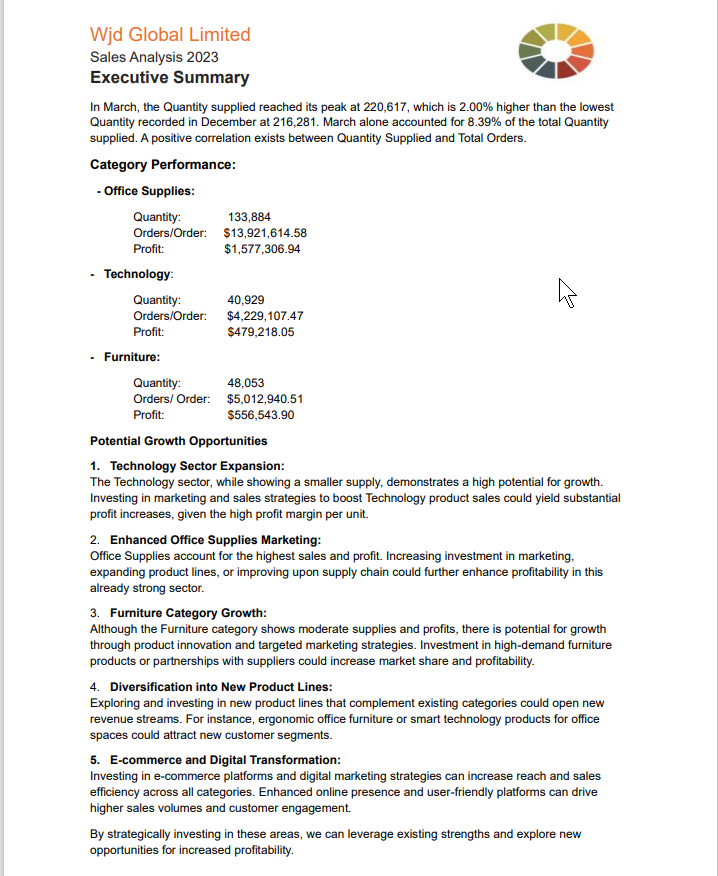 Wjd Global Limited
Sales Analysis 2023
Executive Summary
In March, the Quantity supplied reached its peak at 220,617, which is 2.00% higher than the lowest
Quantity recorded in December at 216,281. March alone accounted for 8.39% of the total Quantity
supplied. A positive correlation exists between Quantity Supplied and Total Orders.
Category Performance:
- Office Supplies:
Quantity: 133,884
Orders/Order: $13,921,614.58
Profit: $1,577,306.94
- Technology:
Quantity: 40,929
Orders/Order: $4,229,107.47
Profit: $479,218.05
- Furniture:
Quantity: 48,053
Orders/ Order: $5,012,940.51
Profit: $556,543.90
Potential Growth Opportunities
1. Technology Sector Expansion:
The Technology sector, while showing a smaller supply, demonstrates a high potential for growth.
Investing in marketing and sales strategies to boost Technology product sales could yield substantial
profit increases, given the high profit margin per unit.
2. Enhanced Office Supplies Marketing:
Office Supplies account for the highest sales and profit. Increasing investment in marketing,
expanding product lines, or improving upon supply chain could further enhance profitability in this
already strong sector.
3. Furniture Category Growth:
Although the Furniture category shows moderate supplies and profits, there is potential for growth
through product innovation and targeted marketing strategies. Investment in high-demand furniture
products or partnerships with suppliers could increase market share and profitability.
4. Diversification into New Product Lines:
Exploring and investing in new product lines that complement existing categories could open new
revenue streams. For instance, ergonomic office furniture or smart technology products for office
spaces could attract new customer segments.
5. E-commerce and Digital Transformation:
Investing in e-commerce platforms and digital marketing strategies can increase reach and sales
efficiency across all categories. Enhanced online presence and user-friendly platforms can drive
higher sales volumes and customer engagement.
By strategically investing in these areas, we can leverage existing strengths and explore new
opportunities for increased profitability.